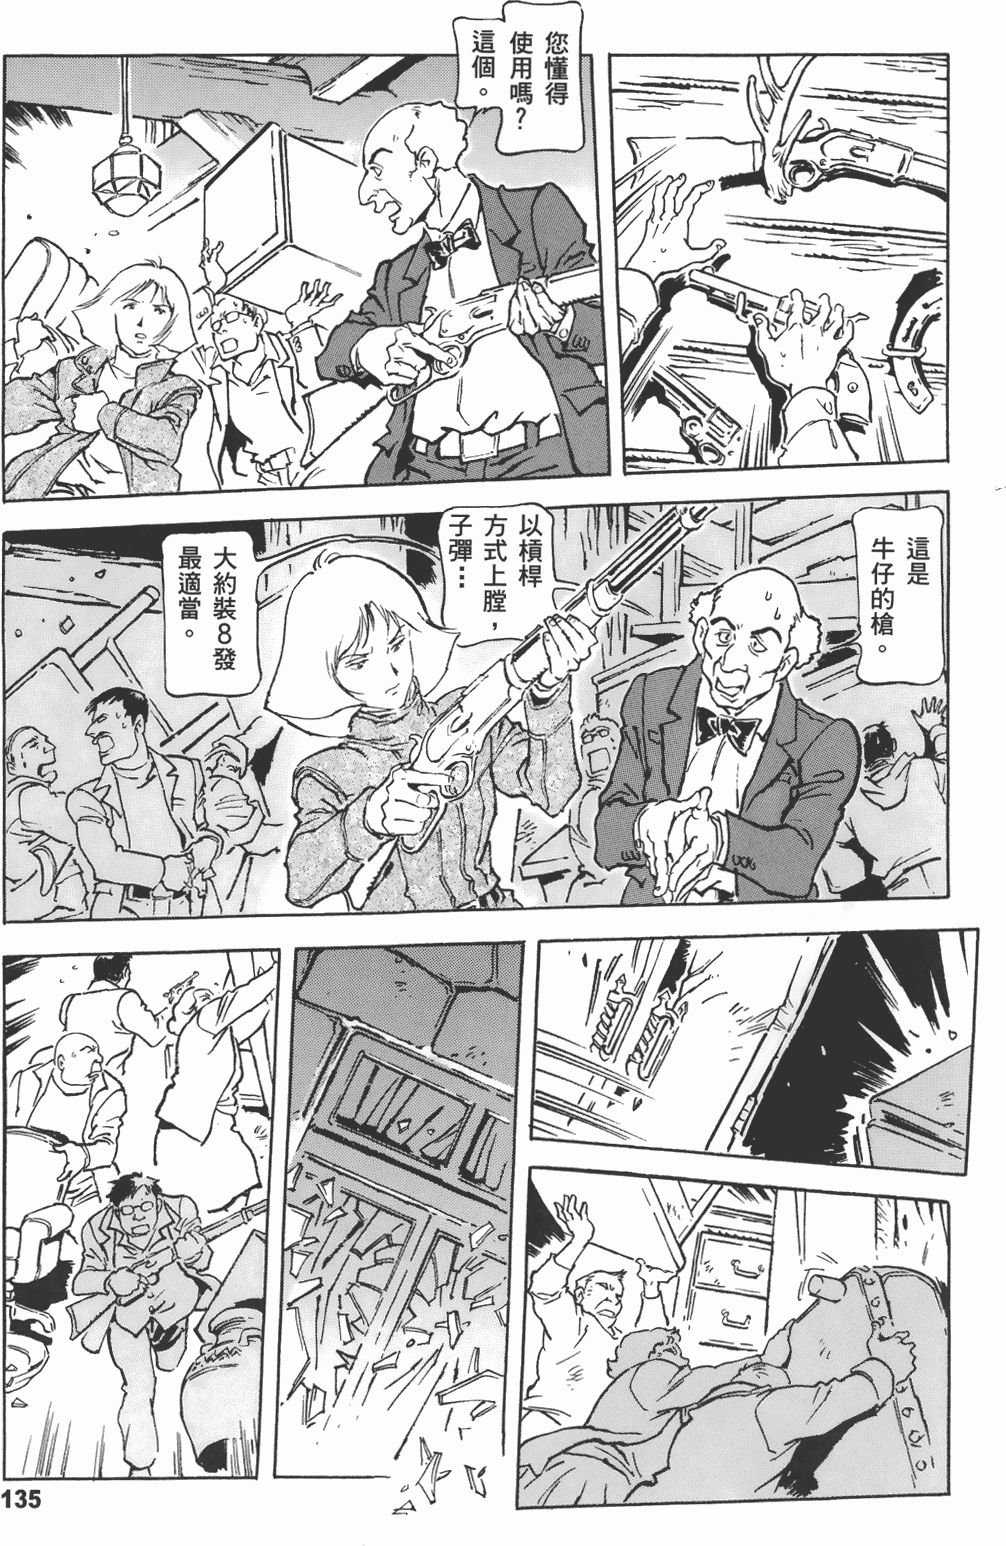 您懂得
使用嗎?
這個。
這是
牛仔的槍。
以槓桿
方式上膛,
子彈…
大約裝8發
最適當。
135